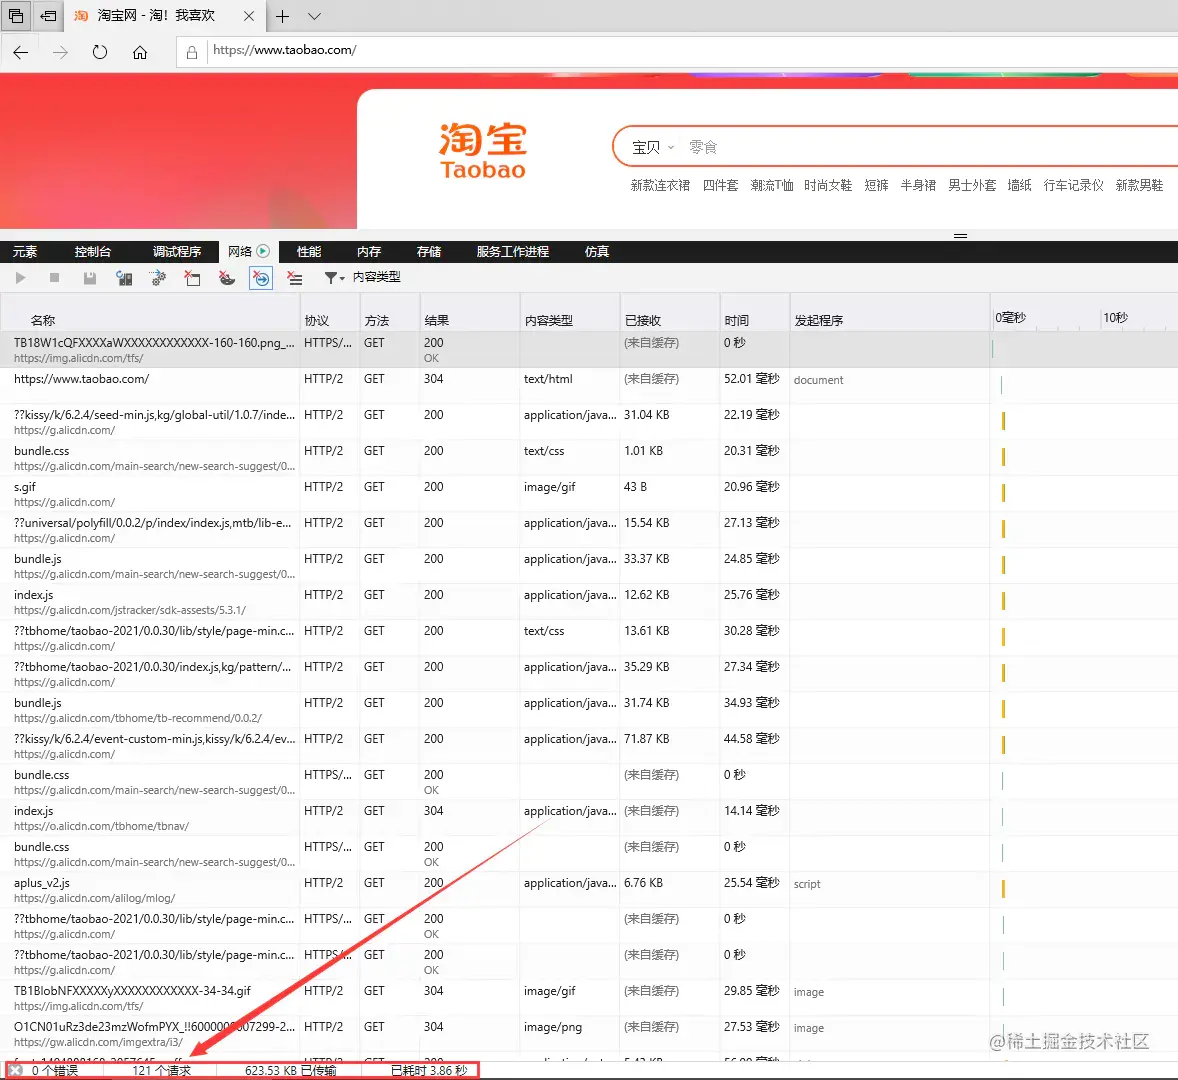 淘宝网 - 淘！我喜欢
https://www.taobao.com/
淘宝
Taobao
宝贝 零食
新款连衣裙 四件套 潮流T恤 时尚女鞋 短裤 半身裙 男士外套 墙纸 行车记录仪 新款男鞋
元素 控制台 调试程序 网络 性能 内存 存储 服务工作进程 仿真
内容类型
名称 协议 方法 结果 内容类型 已接收 时间 发起程序 0毫秒 10秒
TB18W1cQFXXXXaWXXXXXXXXXXXX-160-160.png_... HTTPS/... GET 200 (来自缓存) 0 秒
https://img.alicdn.com/tfs/ OK
https://www.taobao.com/ HTTP/2 GET 304 text/html (来自缓存) 52.01 毫秒 document
??kissy/k/6.2.4/seed-min.js,kg/global-util/1.0.7/inde... HTTP/2 GET 200 application/java... 31.04 KB 22.19 毫秒
https://g.alicdn.com/
bundle.css HTTP/2 GET 200 text/css 1.01 KB 20.31 毫秒
https://g.alicdn.com/main-search/new-search-suggest/0...
s.gif HTTP/2 GET 200 image/gif 43 B 20.96 毫秒
https://g.alicdn.com/
??universal/polyfill/0.0.2/p/index/index.js,mtb/lib-e... HTTP/2 GET 200 application/java... 15.54 KB 27.13 毫秒
https://g.alicdn.com/
bundle.js HTTP/2 GET 200 application/java... 33.37 KB 24.85 毫秒
https://g.alicdn.com/main-search/new-search-suggest/0...
index.js HTTP/2 GET 200 application/java... 12.62 KB 25.76 毫秒
https://g.alicdn.com/jstracker/sdk-assests/5.3.1/
??tbhome/taobao-2021/0.0.30/lib/style/page-min.c... HTTP/2 GET 200 text/css 13.61 KB 30.28 毫秒
https://g.alicdn.com/
??tbhome/taobao-2021/0.0.30/index.js,kg/pattern/... HTTP/2 GET 200 application/java... 35.29 KB 27.34 毫秒
https://g.alicdn.com/
bundle.js HTTP/2 GET 200 application/java... 31.74 KB 34.93 毫秒
https://g.alicdn.com/tbhome/tb-recommend/0.0.2/
??kissy/k/6.2.4/event-custom-min.js,kissy/k/6.2.4/ev... HTTP/2 GET 200 application/java... 71.87 KB 44.58 毫秒
https://g.alicdn.com/
bundle.css HTTPS/... GET 200 (来自缓存) 0 秒
https://g.alicdn.com/main-search/new-search-suggest/0... OK
index.js HTTP/2 GET 304 application/java... (来自缓存) 14.14 毫秒
https://o.alicdn.com/tbhome/tbnav/
bundle.css HTTPS/... GET 200 (来自缓存) 0 秒
https://g.alicdn.com/main-search/new-search-suggest/0... OK
aplus_v2.js HTTP/2 GET 200 application/java... 6.76 KB 25.54 毫秒 script
https://g.alicdn.com/alilog/mlog/
??tbhome/taobao-2021/0.0.30/lib/style/page-min.c... HTTPS/... GET 200 (来自缓存) 0 秒
https://g.alicdn.com/ OK
??tbhome/taobao-2021/0.0.30/lib/style/page-min.c... HTTPS/... GET 200 (来自缓存) 0 秒
https://g.alicdn.com/ OK
TB1BlobNFXXXXXyXXXXXXXXXXXX-34-34.gif HTTP/2 GET 304 image/gif (来自缓存) 29.85 毫秒 image
https://img.alicdn.com/tfs/
O1CN01uRz3de23mzWofmPYX_!!6000000007299-2... HTTP/2 GET 304 image/png (来自缓存) 27.53 毫秒 image
https://gw.alicdn.com/imgextra/i3/
@稀土掘金技术社区
0 个错误 121 个请求 623.53 KB 已传输 已耗时 3.86 秒